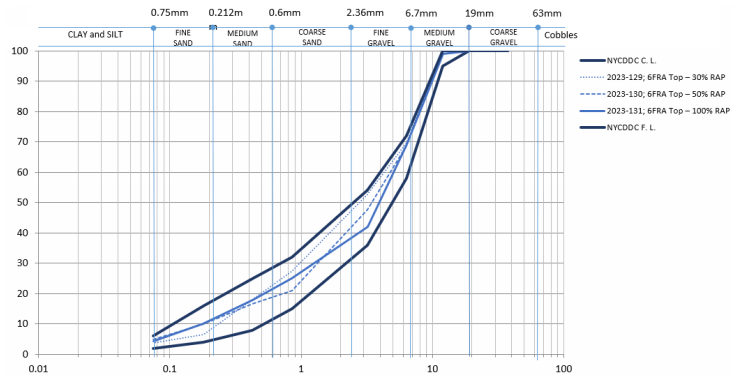 0.75mm 0.212m 0.6mm 2.36mm 6.7mm 19mm 63mm
CLAY and SILT FINE SAND MEDIUM SAND COARSE SAND FINE GRAVEL MEDIUM GRAVEL COARSE GRAVEL Cobbles
100
90
80
70
60
50
40
30
20
10
0
0.01 0.1 1 10 100
NYCDDC C. L.
2023-129; 6FRA Top – 30% RAP
2023-130; 6FRA Top – 50% RAP
2023-131; 6FRA Top – 100% RAP
NYCDDC F. L.